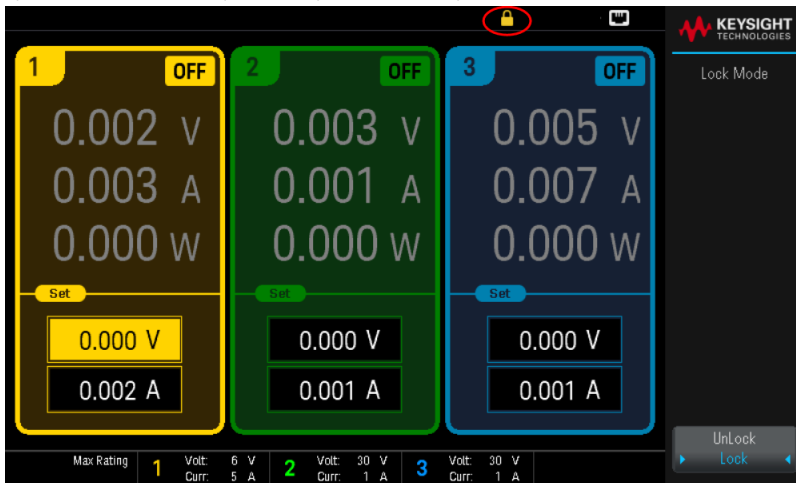 KEYSIGHT
TECHNOLOGIES
Lock Mode
1 OFF
0.002 V
0.003 A
0.000 W
Set
0.000 V
0.002 A
2 OFF
0.003 V
0.001 A
0.000 W
Set
0.000 V
0.001 A
3 OFF
0.005 V
0.007 A
0.000 W
Set
0.000 V
0.001 A
UnLock
Lock
Max Rating
1 Volt: 6 V
Curr: 5 A
2 Volt: 30 V
Curr: 1 A
3 Volt: 30 V
Curr: 1 A